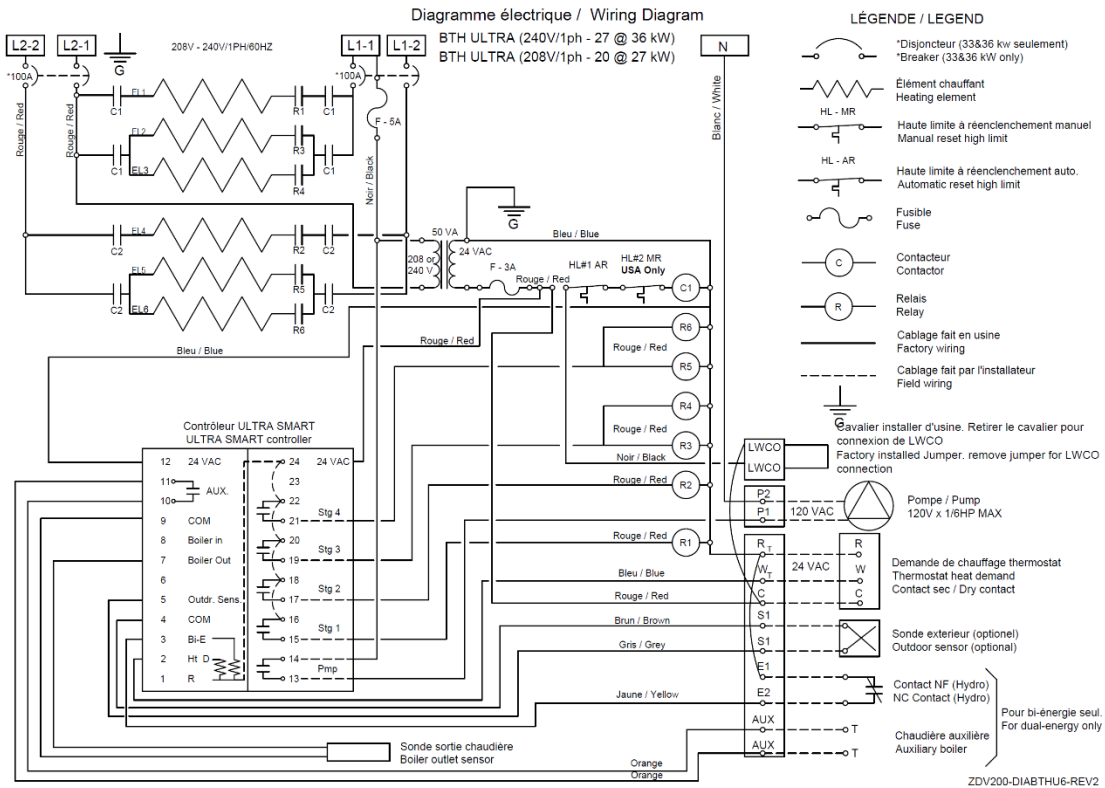 Diagramme électrique / Wiring Diagram
BTH ULTRA (240V/1ph - 27 @ 36 kW)
BTH ULTRA (208V/1ph - 20 @ 27 kW)
L2-2
L2-1
G
208V - 240V/1PH/60HZ
L1-1
L1-2
N
*100A
*100A
Rouge / Red
Rouge / Red
Noir / Black
Blanc / White
F - 5A
C1
EL1
R1
C1
C1
EL2
EL3
R3
R4
C1
C2
EL4
R2
C2
C2
EL5
EL6
R5
R6
C2
50 VA
208 or
240 V
24 VAC
G
Bleu / Blue
F - 3A
Rouge / Red
HL#1 AR
HL#2 MR
USA Only
C1
R6
Rouge / Red
R5
R4
Rouge / Red
R3
Noir / Black
Rouge / Red
R2
Rouge / Red
R1
Rouge / Red
Bleu / Blue
LÉGENDE / LEGEND
*Disjoncteur (33&36 kw seulement)
*Breaker (33&36 kW only)
Élément chauffant
Heating element
HL - MR
Haute limite à réenclenchement manuel
Manual reset high limit
HL - AR
Haute limite à réenclenchement auto.
Automatic reset high limit
Fusible
Fuse
C
Contacteur
Contactor
R
Relais
Relay
Cablage fait en usine
Factory wiring
Cablage fait par l'installateur
Field wiring
G
Cavalier installer d'usine. Retirer le cavalier pour
connexion de LWCO
Factory installed Jumper. remove jumper for LWCO
connection
LWCO
LWCO
P2
P1
120 VAC
Pompe / Pump
120V x 1/6HP MAX
Contrôleur ULTRA SMART
ULTRA SMART controller
12 24 VAC
11
AUX.
10
9 COM
8 Boiler in
7 Boiler Out
6
5 Outdr. Sens.
4 COM
3 Bi-E
2 Ht D
1 R
24 24 VAC
23
22
21 Stg 4
20
19 Stg 3
18
17 Stg 2
16
15 Stg 1
14
13 Pmp
RT
WT
C
S1
S1
E1
E2
AUX
AUX
24 VAC
R
W
C
Demande de chauffage thermostat
Thermostat heat demand
Contact sec / Dry contact
Bleu / Blue
Rouge / Red
Brun / Brown
Gris / Grey
Sonde exterieur (optionel)
Outdoor sensor (optional)
Jaune / Yellow
Contact NF (Hydro)
NC Contact (Hydro)
Pour bi-énergie seul.
For dual-energy only
T
T
Chaudière auxilière
Auxiliary boiler
Sonde sortie chaudière
Boiler outlet sensor
Orange
Orange
ZDV200-DIABTHU6-REV2